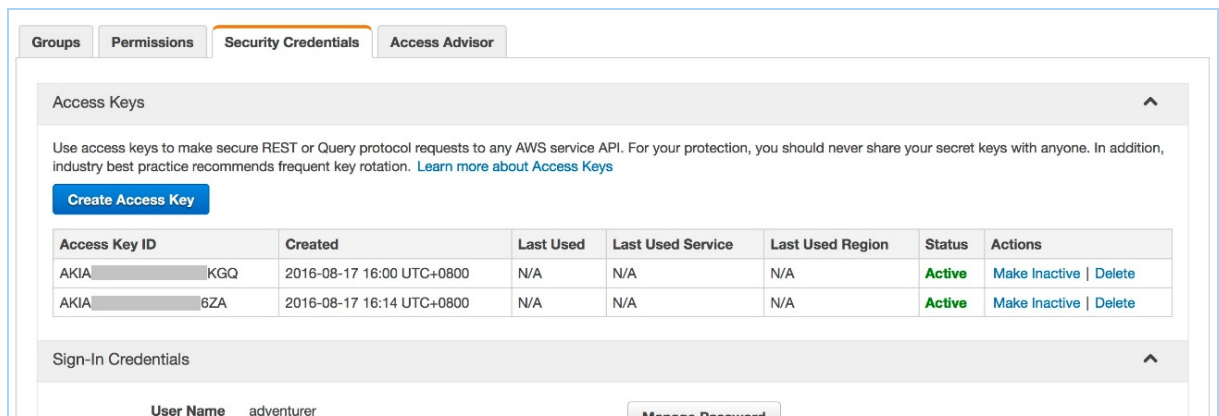 Groups Permissions Security Credentials Access Advisor
Access Keys
Use access keys to make secure REST or Query protocol requests to any AWS service API. For your protection, you should never share your secret keys with anyone. In addition,
industry best practice recommends frequent key rotation. Learn more about Access Keys
Create Access Key
Access Key ID Created Last Used Last Used Service Last Used Region Status Actions
AKIA KGQ 2016-08-17 16:00 UTC+0800 N/A N/A N/A Active Make Inactive | Delete
AKIA 6ZA 2016-08-17 16:14 UTC+0800 N/A N/A N/A Active Make Inactive | Delete
Sign-In Credentials
User Name adventurer Manage Password